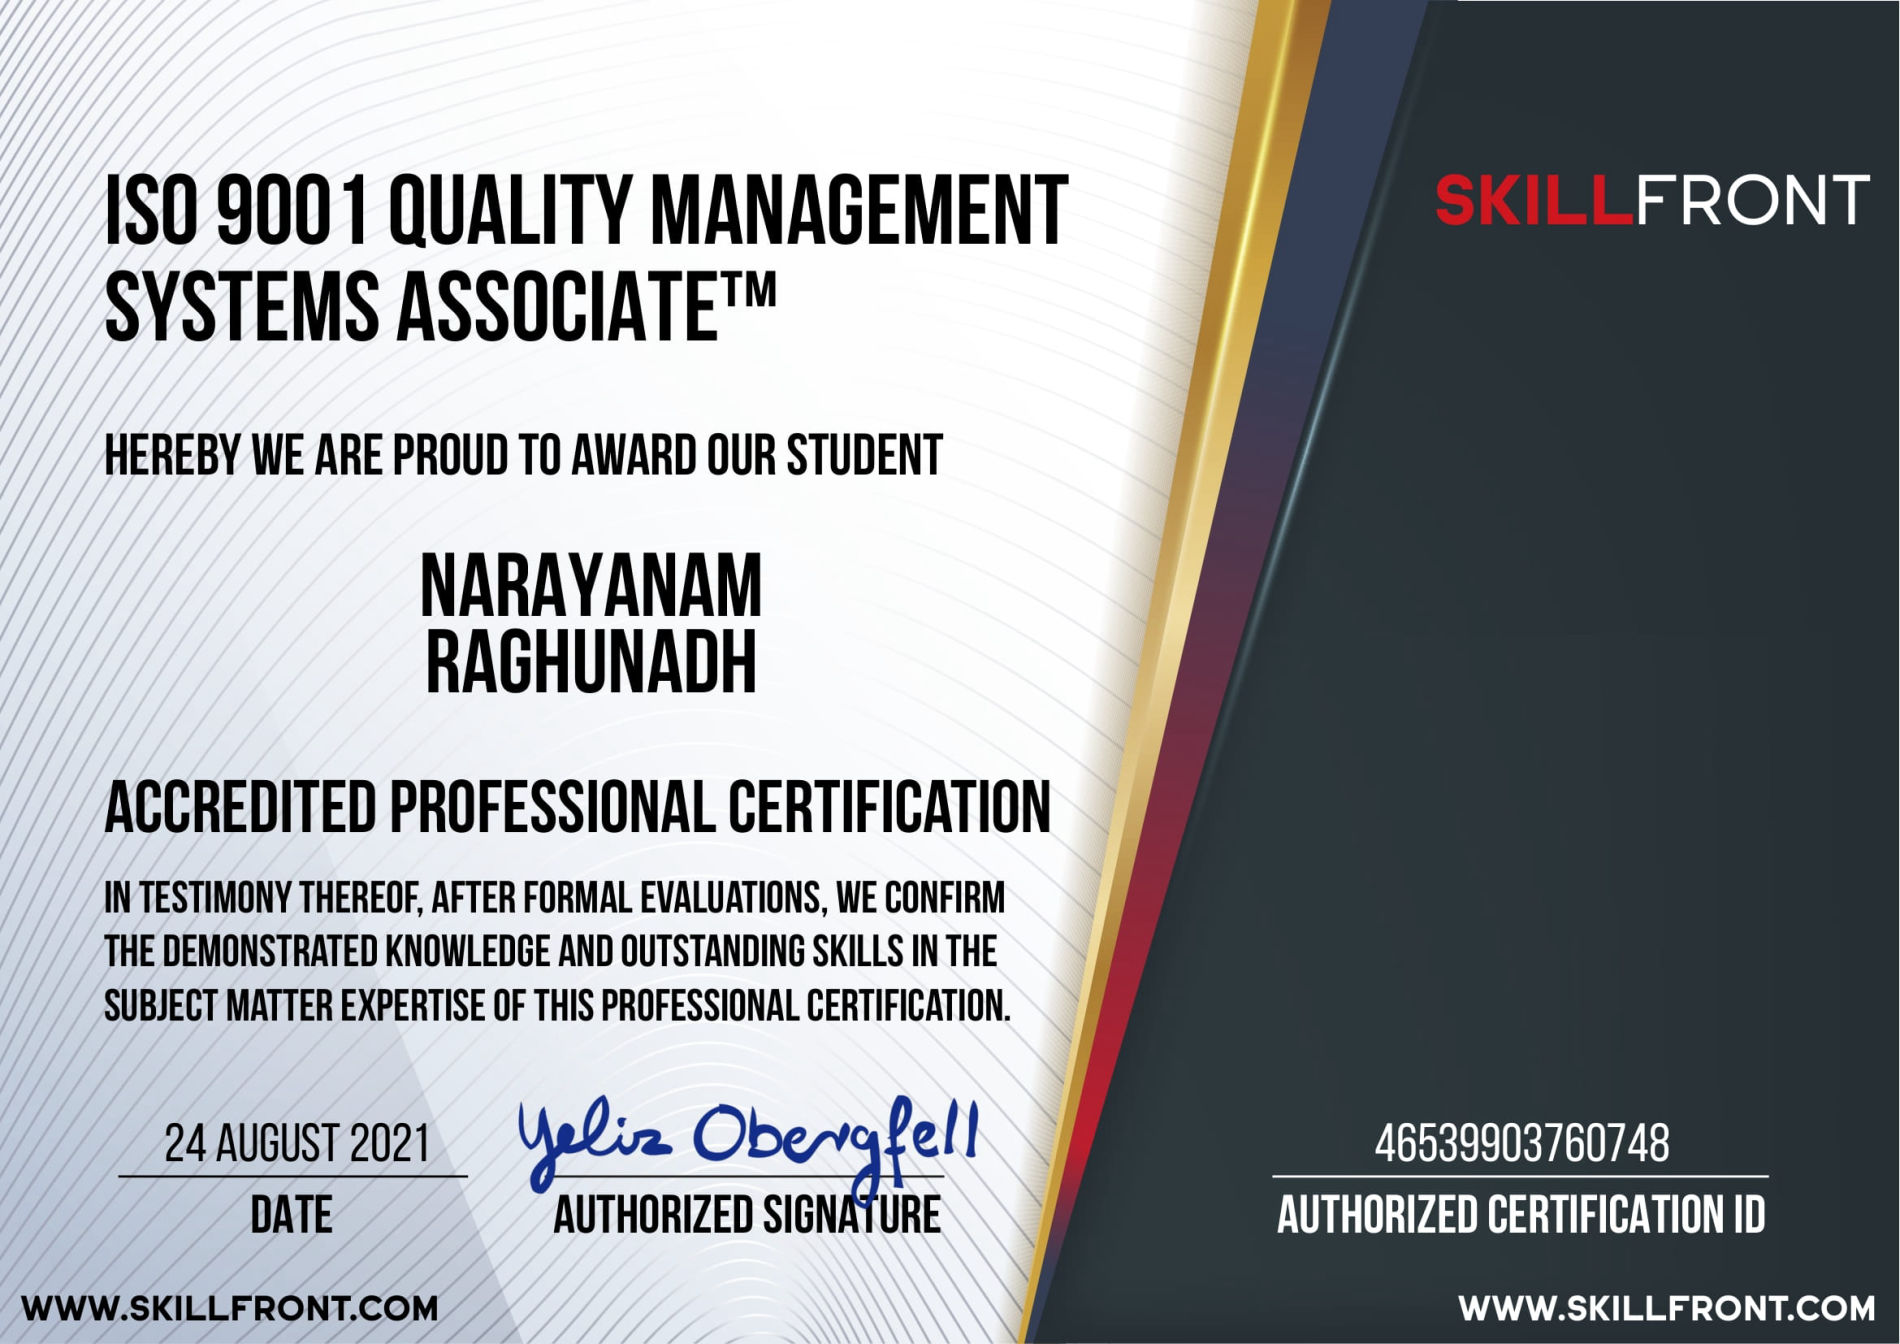 ISO 9001 QUALITY MANAGEMENT
SYSTEMS ASSOCIATE™
SKILLFRONT
HEREBY WE ARE PROUD TO AWARD OUR STUDENT
NARAYANAM
RAGHUNADH
ACCREDITED PROFESSIONAL CERTIFICATION
IN TESTIMONY THEREOF, AFTER FORMAL EVALUATIONS, WE CONFIRM
THE DEMONSTRATED KNOWLEDGE AND OUTSTANDING SKILLS IN THE
SUBJECT MATTER EXPERTISE OF THIS PROFESSIONAL CERTIFICATION.
24 AUGUST 2021
DATE
Yeliz Obergfell
AUTHORIZED SIGNATURE
46539903760748
AUTHORIZED CERTIFICATION ID
WWW.SKILLFRONT.COM
WWW.SKILLFRONT.COM